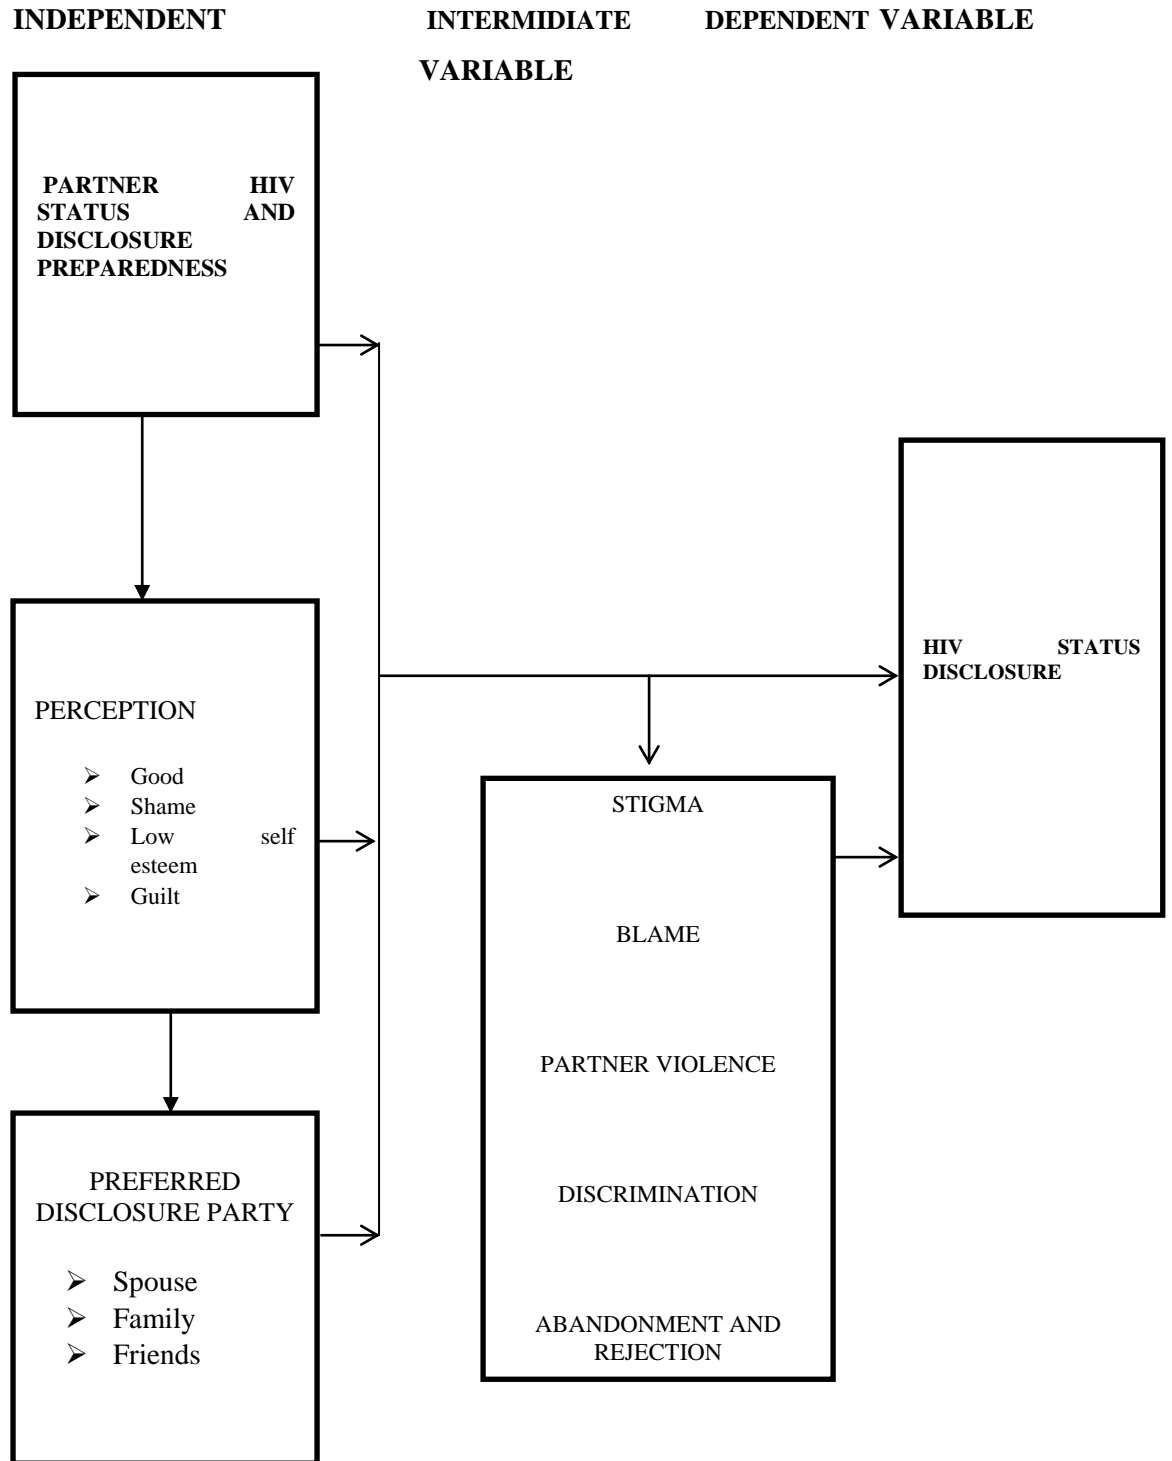 INDEPENDENT INTERMIDIATE DEPENDENT VARIABLE
VARIABLE
PARTNER HIV
STATUS AND
DISCLOSURE
PREPAREDNESS
PERCEPTION
➢ Good
➢ Shame
➢ Low self
esteem
➢ Guilt
PREFERRED
DISCLOSURE PARTY
➢ Spouse
➢ Family
➢ Friends
STIGMA
BLAME
PARTNER VIOLENCE
DISCRIMINATION
ABANDONMENT AND
REJECTION
HIV STATUS
DISCLOSURE